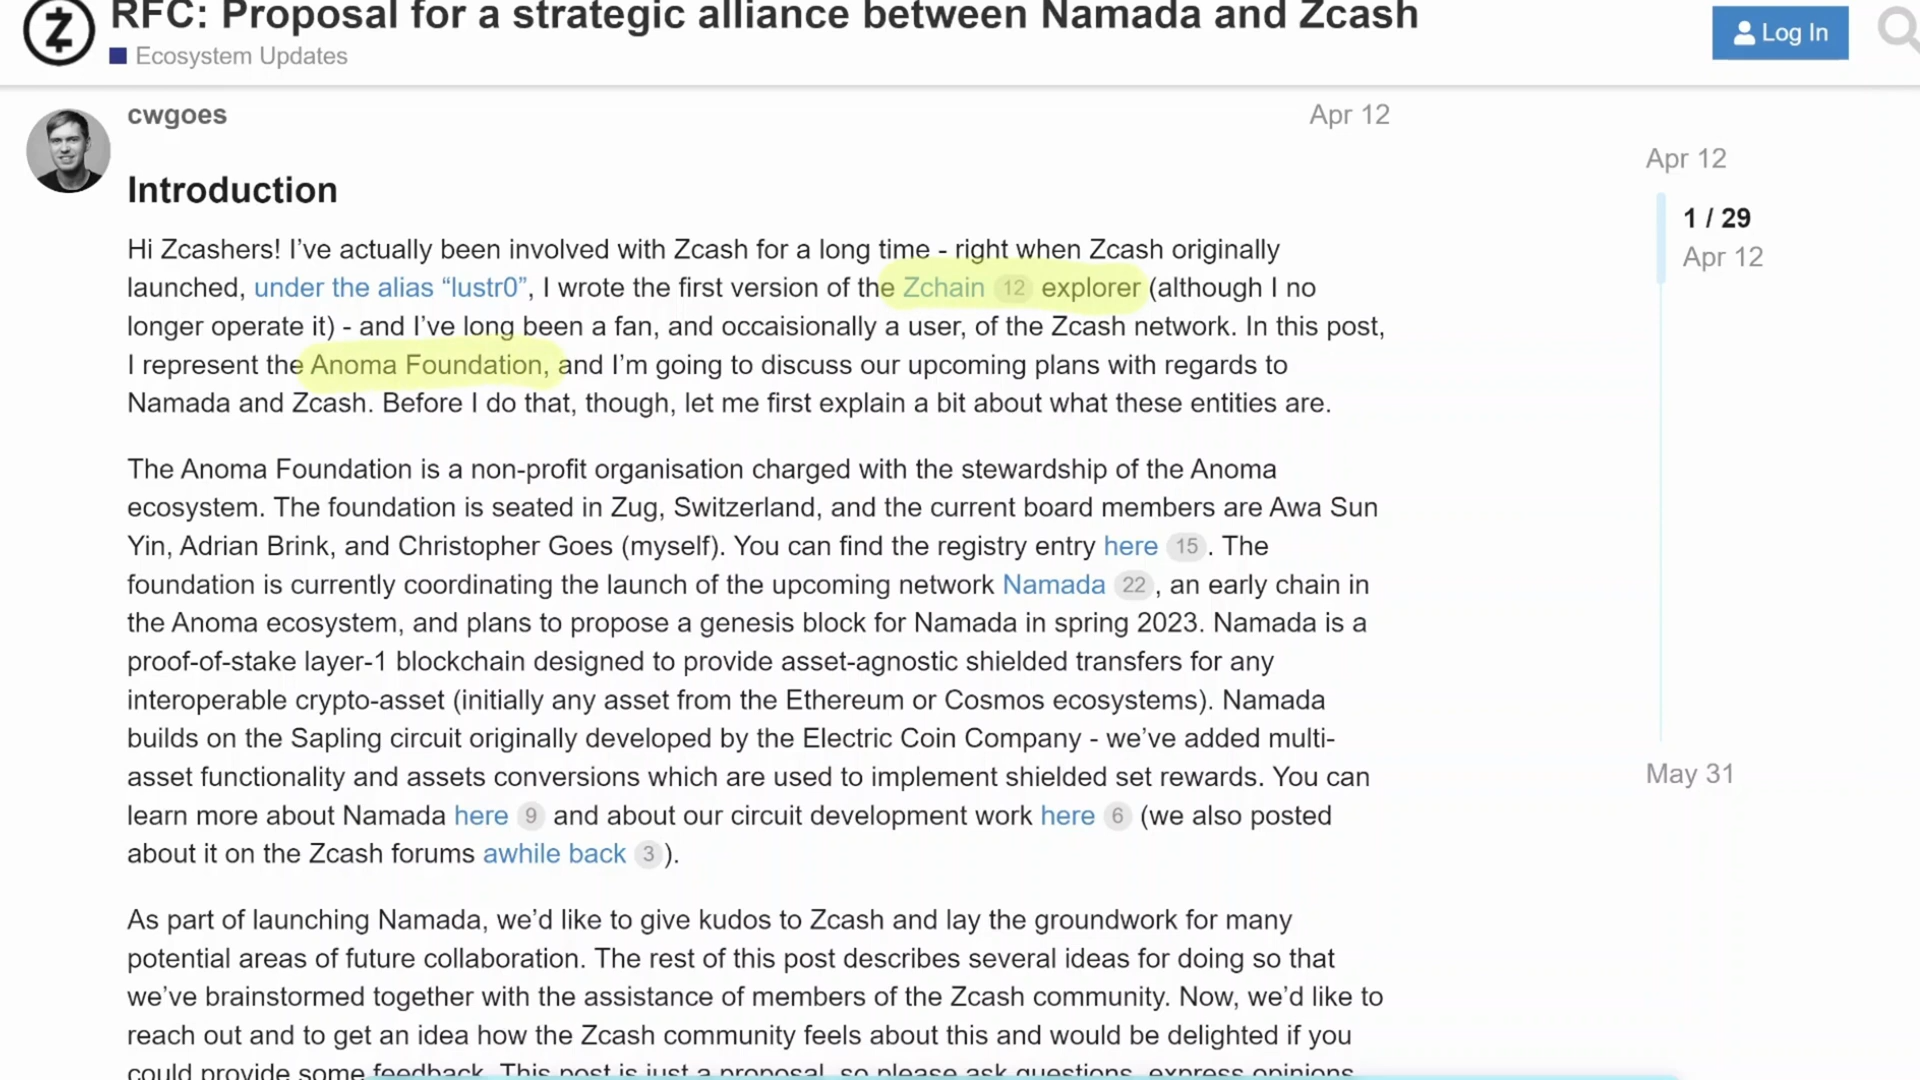 RFC: Proposal for a strategic alliance between Namada and Zcash
Ecosystem Updates
Log In
cwgoes
Apr 12
Introduction
Hi Zcashers! I’ve actually been involved with Zcash for a long time - right when Zcash originally
launched, under the alias “lustr0”, I wrote the first version of the Zchain 12 explorer (although I no
longer operate it) - and I’ve long been a fan, and occaisionally a user, of the Zcash network. In this post,
I represent the Anoma Foundation, and I’m going to discuss our upcoming plans with regards to
Namada and Zcash. Before I do that, though, let me first explain a bit about what these entities are.
The Anoma Foundation is a non-profit organisation charged with the stewardship of the Anoma
ecosystem. The foundation is seated in Zug, Switzerland, and the current board members are Awa Sun
Yin, Adrian Brink, and Christopher Goes (myself). You can find the registry entry here 15 . The
foundation is currently coordinating the launch of the upcoming network Namada 22 , an early chain in
the Anoma ecosystem, and plans to propose a genesis block for Namada in spring 2023. Namada is a
proof-of-stake layer-1 blockchain designed to provide asset-agnostic shielded transfers for any
interoperable crypto-asset (initially any asset from the Ethereum or Cosmos ecosystems). Namada
builds on the Sapling circuit originally developed by the Electric Coin Company - we’ve added multi-
asset functionality and assets conversions which are used to implement shielded set rewards. You can
learn more about Namada here 9 and about our circuit development work here 6 (we also posted
about it on the Zcash forums awhile back 3 ).
As part of launching Namada, we’d like to give kudos to Zcash and lay the groundwork for many
potential areas of future collaboration. The rest of this post describes several ideas for doing so that
we’ve brainstormed together with the assistance of members of the Zcash community. Now, we’d like to
reach out and to get an idea how the Zcash community feels about this and would be delighted if you
could provide some feedback. This post is just a proposal, so please ask questions, express opinions,
Apr 12
1 / 29
Apr 12
May 31